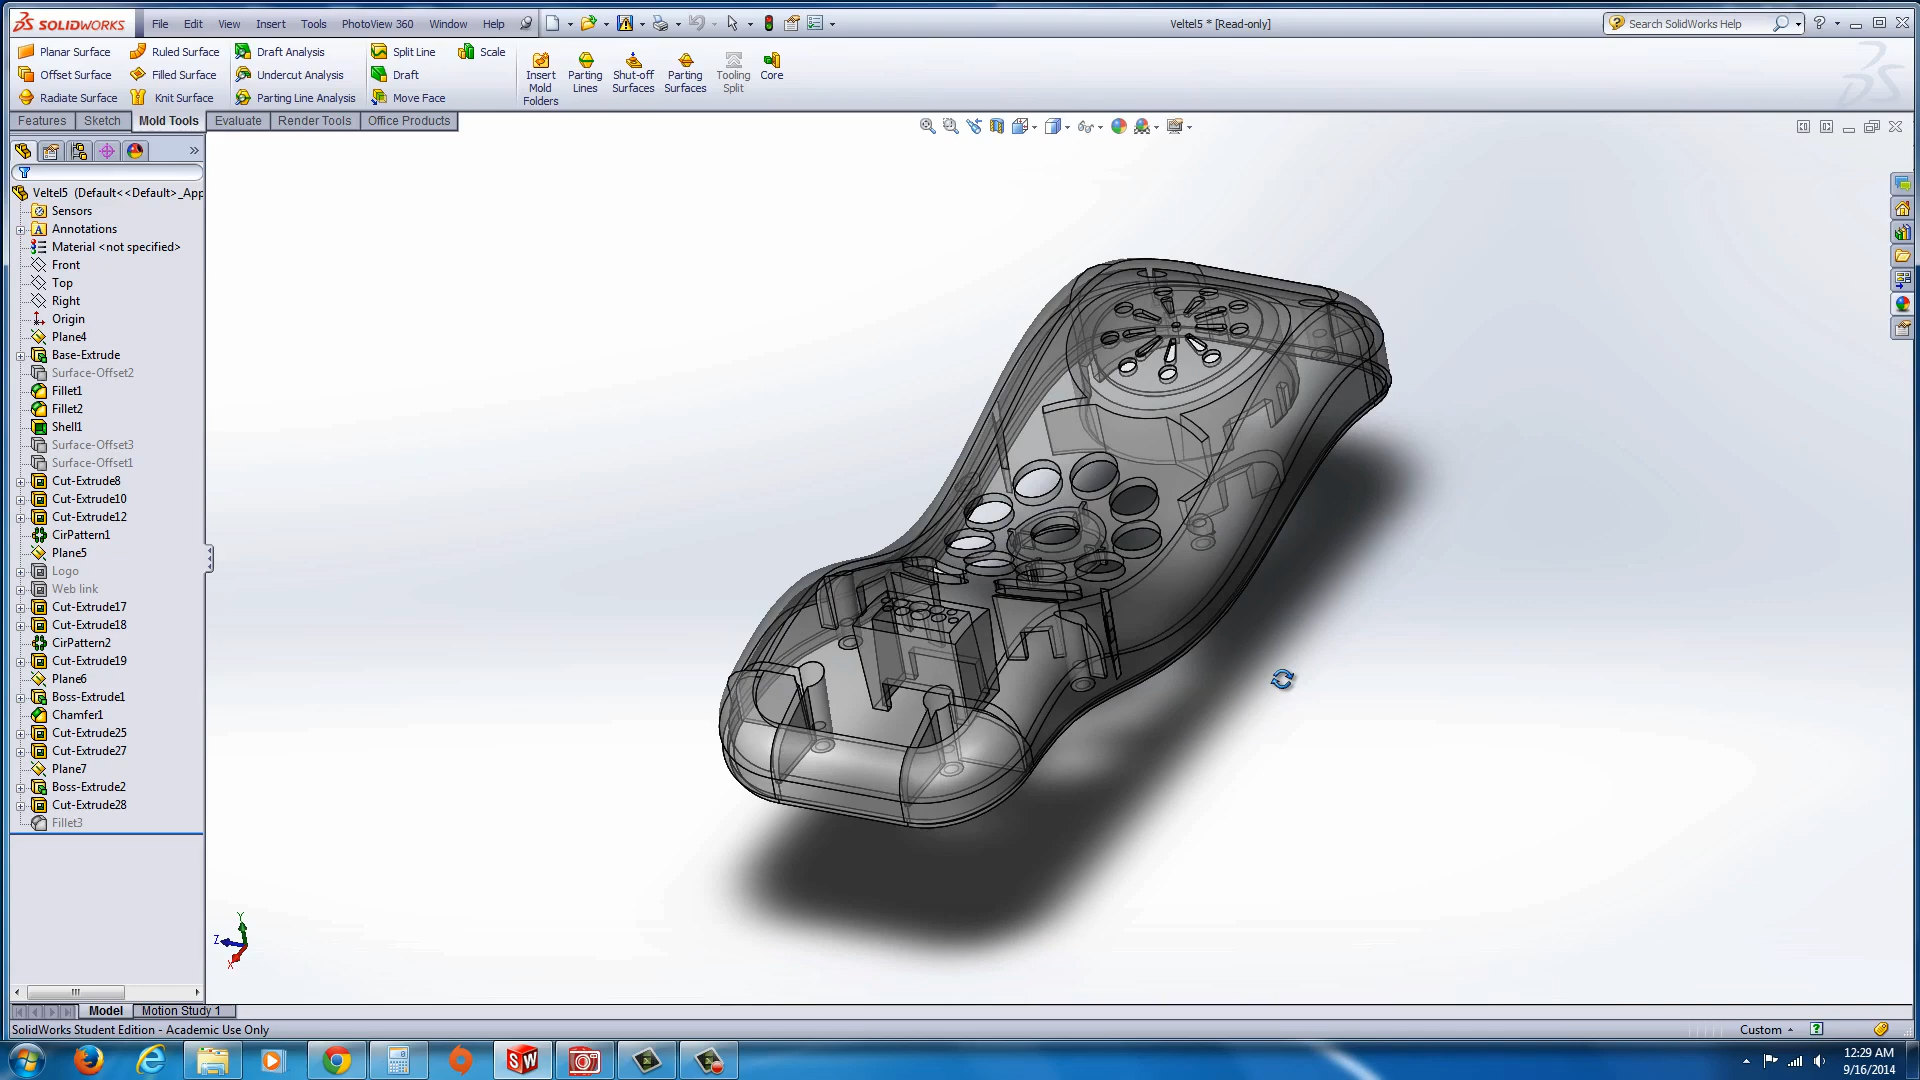 SOLIDWORKS File Edit View Insert Tools PhotoView 360 Window Help Veltel5 * [Read-only] Search SolidWorks Help
Planar Surface Ruled Surface Draft Analysis Split Line Scale
Offset Surface Filled Surface Undercut Analysis Draft
Radiate Surface Knit Surface Parting Line Analysis Move Face
Insert Mold Folders
Parting Lines
Shut-off Surfaces
Parting Surfaces
Tooling Split
Core
Features Sketch Mold Tools Evaluate Render Tools Office Products
Veltel5 (Default<<Default>_App
Sensors
Annotations
Material <not specified>
Front
Top
Right
Origin
Plane4
Base-Extrude
Surface-Offset2
Fillet1
Fillet2
Shell1
Surface-Offset3
Surface-Offset1
Cut-Extrude8
Cut-Extrude10
Cut-Extrude12
CirPattern1
Plane5
Logo
Web link
Cut-Extrude17
Cut-Extrude18
CirPattern2
Cut-Extrude19
Plane6
Boss-Extrude1
Chamfer1
Cut-Extrude25
Cut-Extrude27
Plane7
Boss-Extrude2
Cut-Extrude28
Fillet3
Y
Z
X
Model Motion Study 1
SolidWorks Student Edition - Academic Use Only Custom
SW
12:29 AM
9/16/2014